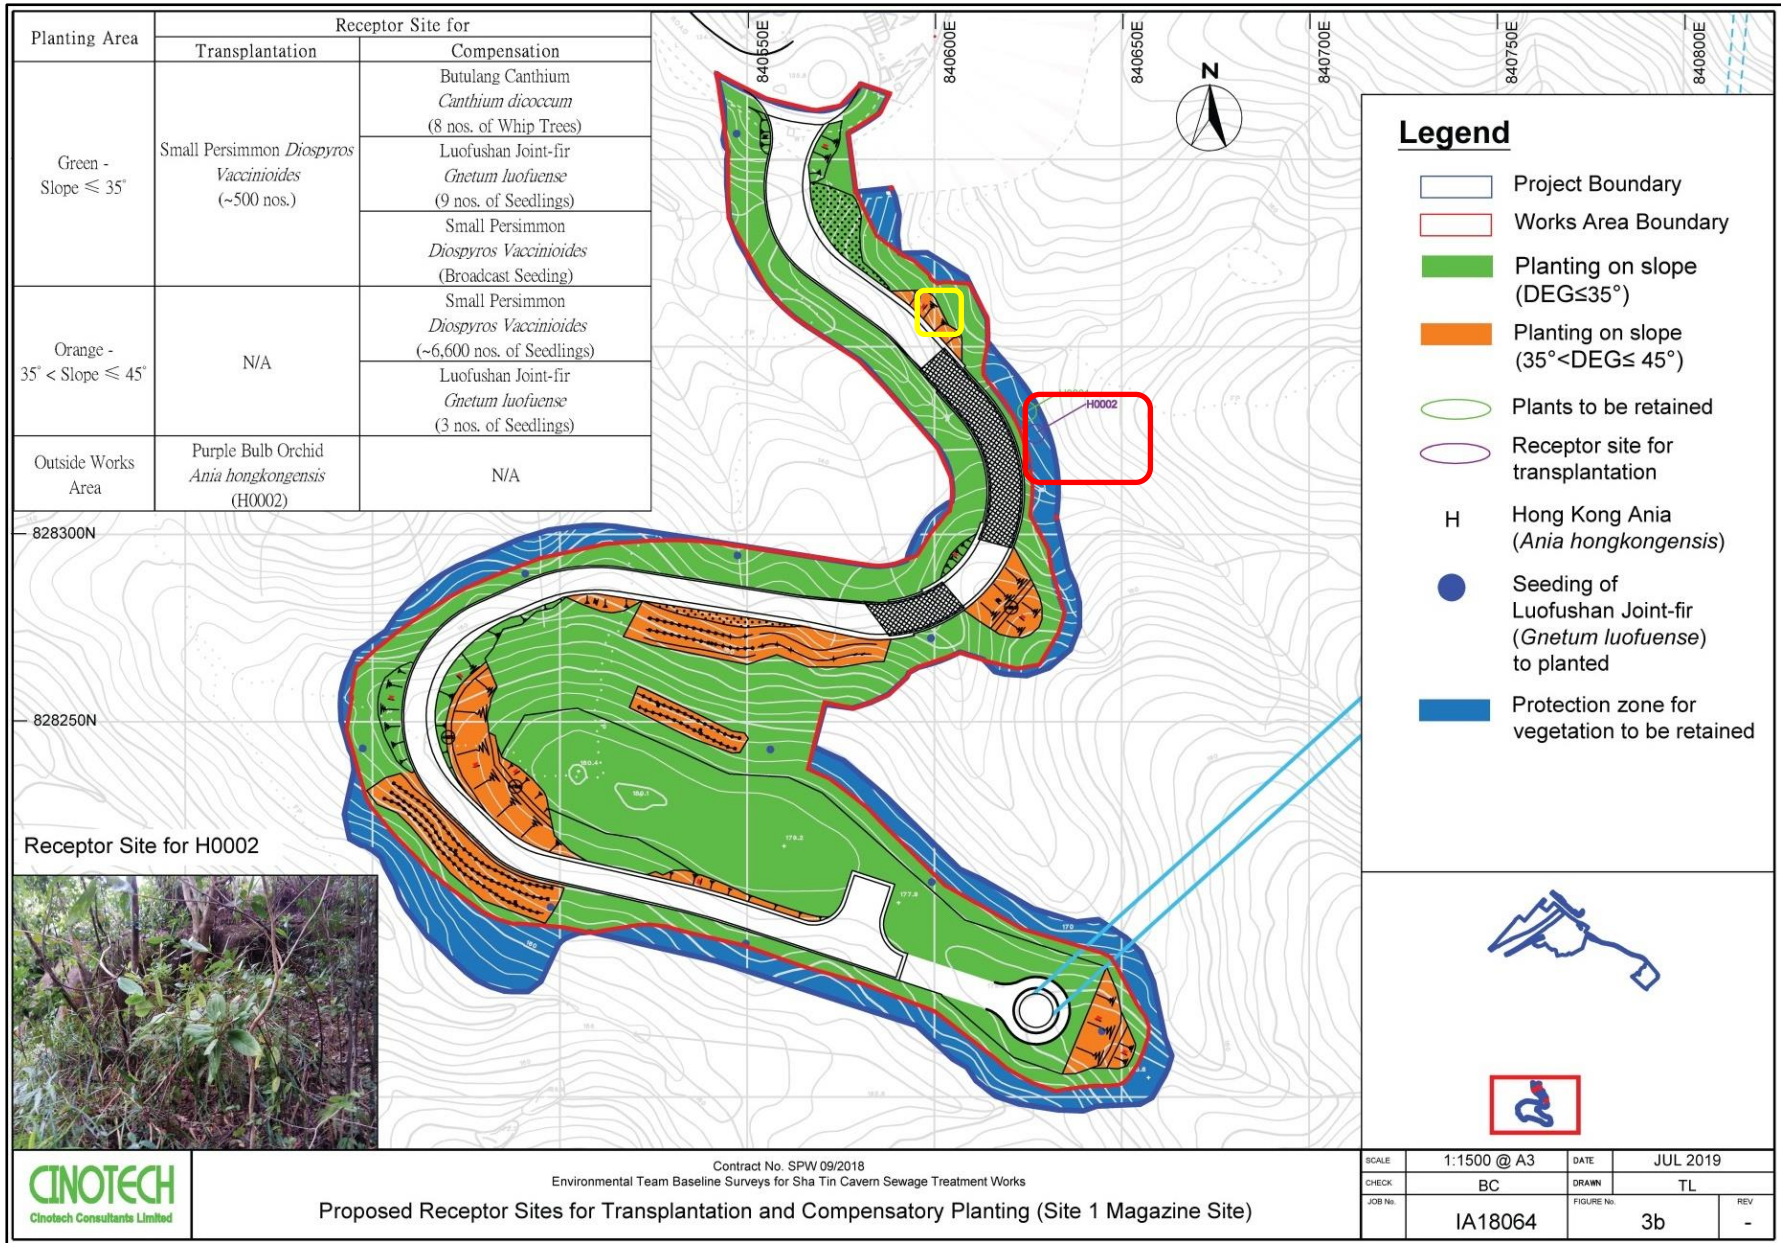 Planting Area
Receptor Site for
Transplantation
Compensation
Green -
Slope ≤ 35°
Small Persimmon Diospyros
Vaccinioides
(~500 nos.)
Butulang Canthium
Canthium dicoccum
(8 nos. of Whip Trees)
Luofushan Joint-fir
Gnetum luofuense
(9 nos. of Seedlings)
Small Persimmon
Diospyros Vaccinioides
(Broadcast Seeding)
Orange -
35° < Slope ≤ 45°
N/A
Small Persimmon
Diospyros Vaccinioides
(~6,600 nos. of Seedlings)
Luofushan Joint-fir
Gnetum luofuense
(3 nos. of Seedlings)
Outside Works
Area
Purple Bulb Orchid
Ania hongkongensis
(H0002)
N/A
840550E
840600E
840650E
840700E
840750E
840800E
N
H0002
828300N
828250N
180.4
179.2
177.8
170
160
Legend
Project Boundary
Works Area Boundary
Planting on slope
(DEG≤35°)
Planting on slope
(35°<DEG≤ 45°)
Plants to be retained
Receptor site for
transplantation
H
Hong Kong Ania
(Ania hongkongensis)
Seeding of
Luofushan Joint-fir
(Gnetum luofuense)
to planted
Protection zone for
vegetation to be retained
Receptor Site for H0002
CINOTECH
Cinotech Consultants Limited
Contract No. SPW 09/2018
Environmental Team Baseline Surveys for Sha Tin Cavern Sewage Treatment Works
Proposed Receptor Sites for Transplantation and Compensatory Planting (Site 1 Magazine Site)
SCALE
1:1500 @ A3
DATE
JUL 2019
CHECK
BC
DRAWN
TL
JOB No.
IA18064
FIGURE No.
3b
REV
-